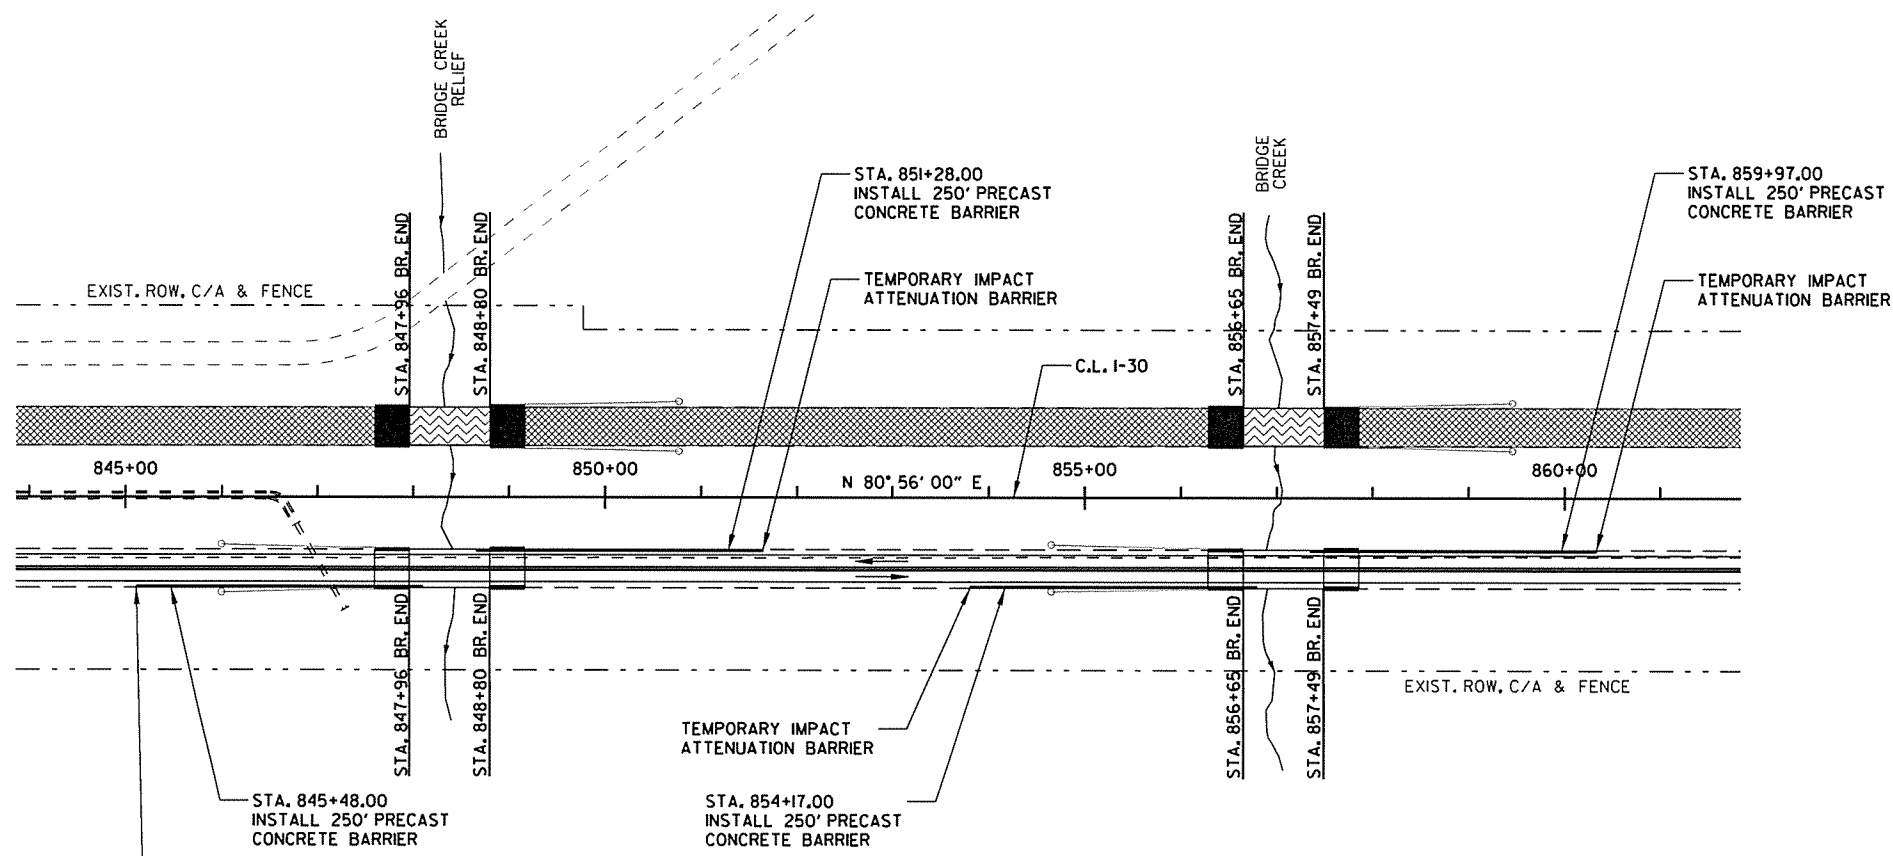 BRIDGE CREEK
RELIEF
STA. 851+28.00
INSTALL 250' PRECAST
CONCRETE BARRIER
BRIDGE
CREEK
STA. 859+97.00
INSTALL 250' PRECAST
CONCRETE BARRIER
EXIST. ROW, C/A & FENCE
STA. 847+96 BR. END
STA. 848+80 BR. END
TEMPORARY IMPACT
ATTENUATION BARRIER
STA. 856+65 BR. END
STA. 857+49 BR. END
TEMPORARY IMPACT
ATTENUATION BARRIER
C.L. I-30
845+00
850+00
855+00
860+00
N 80° 56' 00" E
STA. 847+96 BR. END
STA. 848+80 BR. END
STA. 856+65 BR. END
STA. 857+49 BR. END
EXIST. ROW, C/A & FENCE
TEMPORARY IMPACT
ATTENUATION BARRIER
STA. 845+48.00
INSTALL 250' PRECAST
CONCRETE BARRIER
STA. 854+17.00
INSTALL 250' PRECAST
CONCRETE BARRIER